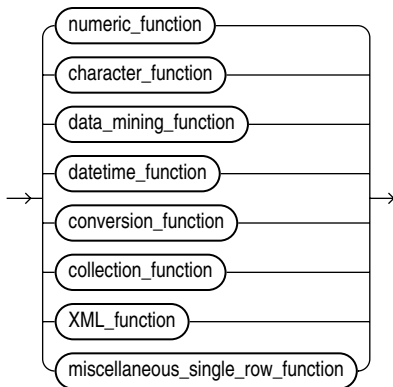 numeric_function
character_function
data_mining_function
datetime_function
conversion_function
collection_function
XML_function
miscellaneous_single_row_function